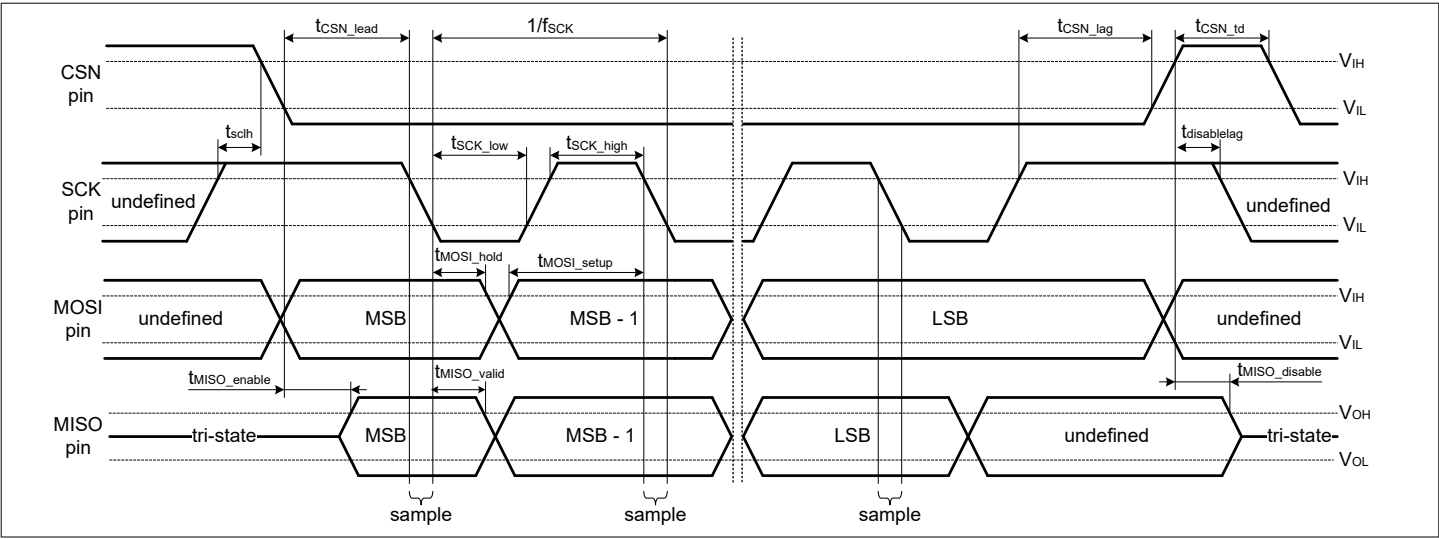 tCSN_lead
1/fSCK
tCSN_lag
tCSN_td
CSN
pin
VIH
VIL
tsclh
tSCK_low
tSCK_high
tdisablelag
SCK
pin
undefined
undefined
VIH
VIL
tMOSI_hold
tMOSI_setup
MOSI
pin
undefined
MSB
MSB - 1
LSB
undefined
VIH
VIL
tMISO_enable
tMISO_valid
tMISO_disable
MISO
pin
tri-state
MSB
MSB - 1
LSB
undefined
tri-state
VOH
VOL
sample
sample
sample